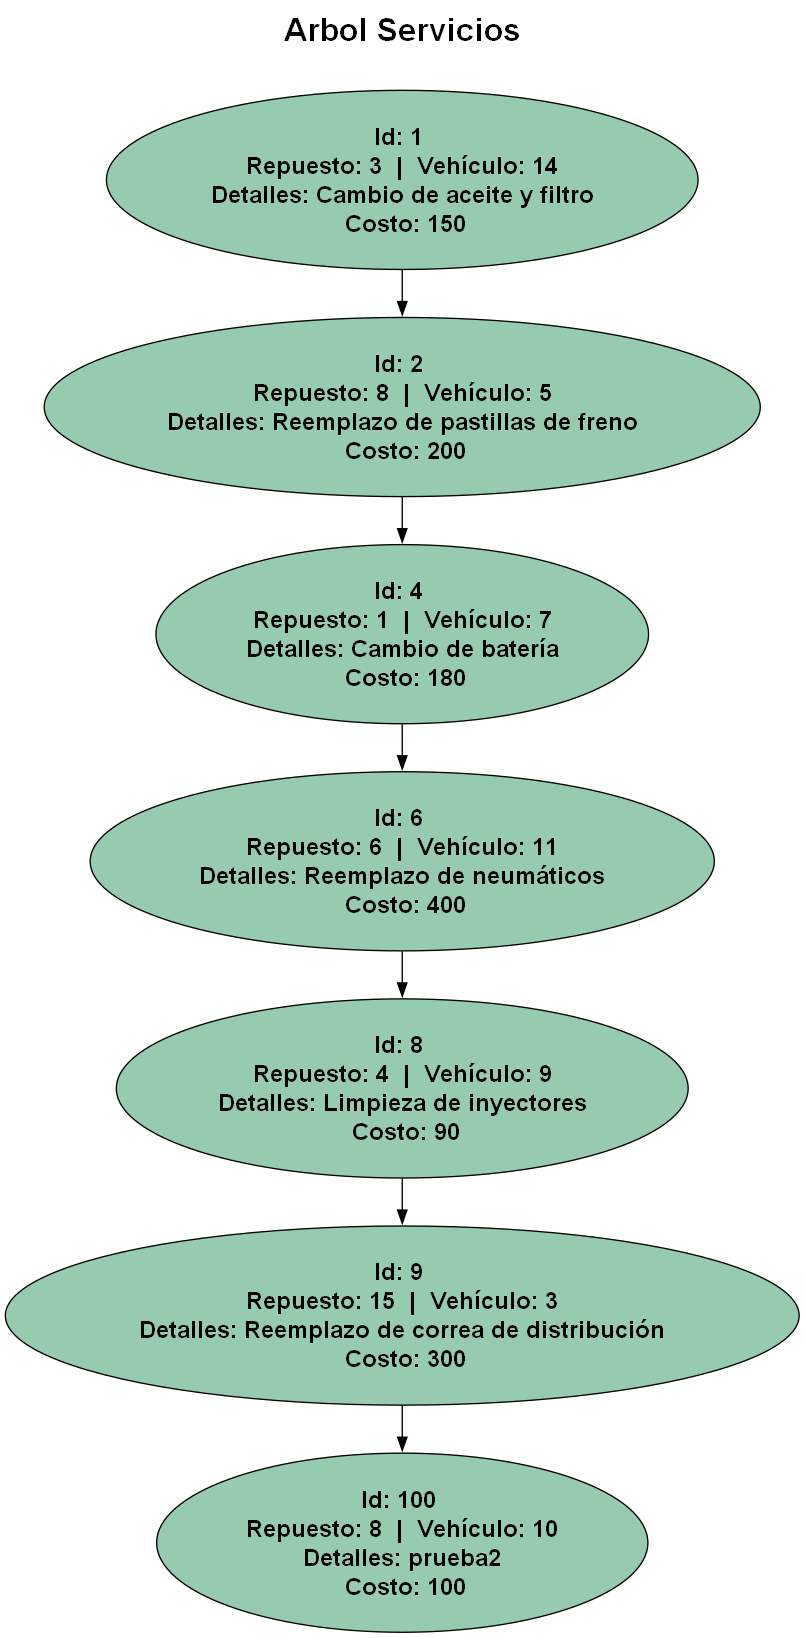 Arbol Servicios
Id: 1
Repuesto: 3 | Vehículo: 14
Detalles: Cambio de aceite y filtro
Costo: 150
Id: 2
Repuesto: 8 | Vehículo: 5
Detalles: Reemplazo de pastillas de freno
Costo: 200
Id: 4
Repuesto: 1 | Vehículo: 7
Detalles: Cambio de batería
Costo: 180
Id: 6
Repuesto: 6 | Vehículo: 11
Detalles: Reemplazo de neumáticos
Costo: 400
Id: 8
Repuesto: 4 | Vehículo: 9
Detalles: Limpieza de inyectores
Costo: 90
Id: 9
Repuesto: 15 | Vehículo: 3
Detalles: Reemplazo de correa de distribución
Costo: 300
Id: 100
Repuesto: 8 | Vehículo: 10
Detalles: prueba2
Costo: 100